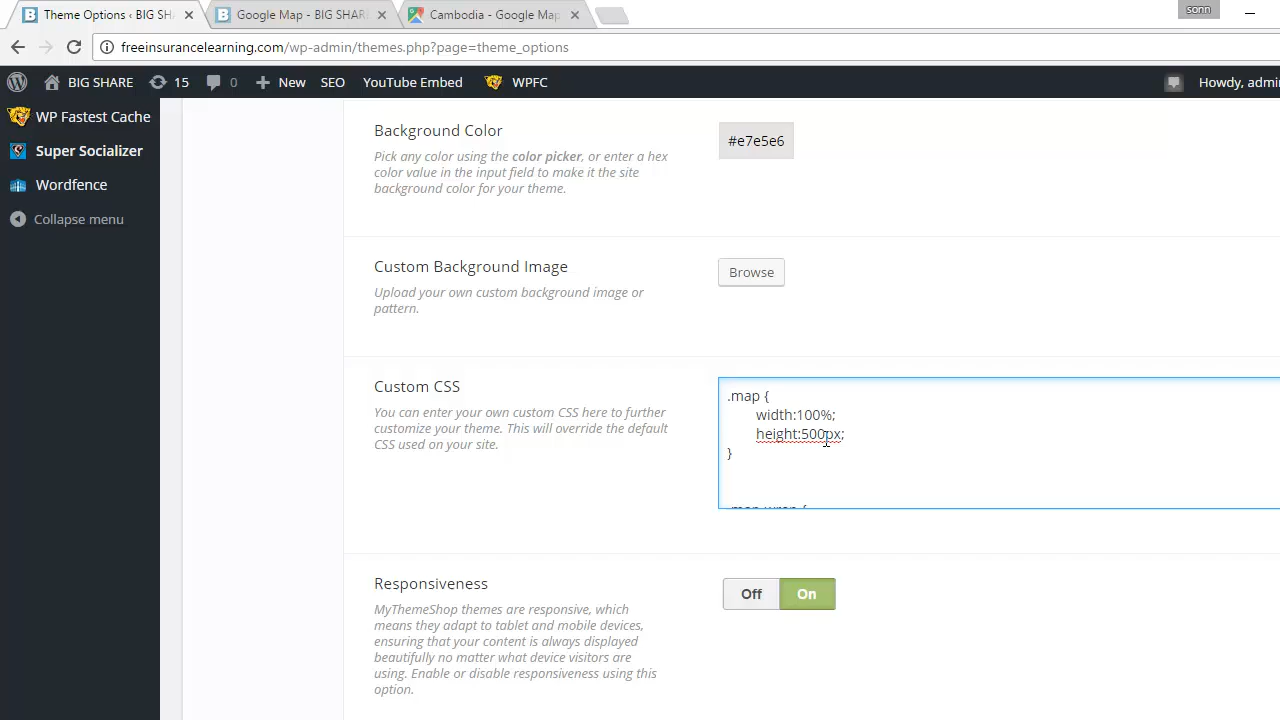 Theme Options ‹ BIG SHA
Google Map - BIG SHARI
Cambodia - Google Map
sonn
freeinsurancelearning.com/wp-admin/themes.php?page=theme_options
BIG SHARE 15 0 New SEO YouTube Embed WPFC Howdy, admi
WP Fastest Cache
Super Socializer
Wordfence
Collapse menu
Background Color
Pick any color using the color picker, or enter a hex
color value in the input field to make it the site
background color for your theme.
#e7e5e6
Custom Background Image
Upload your own custom background image or
pattern.
Browse
Custom CSS
You can enter your own custom CSS here to further
customize your theme. This will override the default
CSS used on your site.
.map {
width:100%;
height:500px;
}
Responsiveness
MyThemeShop themes are responsive, which
means they adapt to tablet and mobile devices,
ensuring that your content is always displayed
beautifully no matter what device visitors are
using. Enable or disable responsiveness using this
option.
Off On